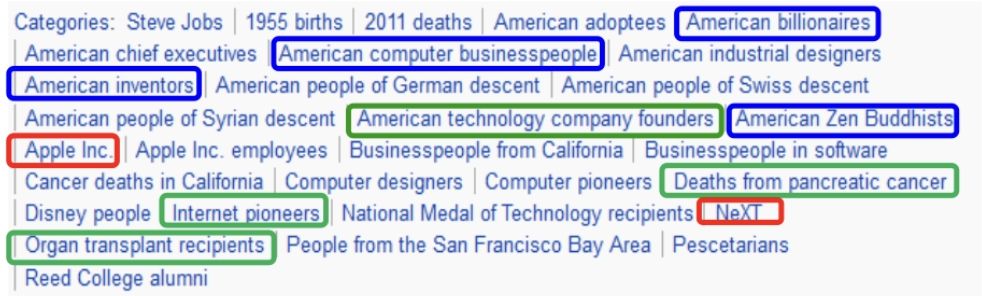 Categories: Steve Jobs | 1955 births | 2011 deaths | American adoptees | American billionaires
| American chief executives | American computer businesspeople | American industrial designers
| American inventors | American people of German descent | American people of Swiss descent
| American people of Syrian descent | American technology company founders | American Zen Buddhists
| Apple Inc. | Apple Inc. employees | Businesspeople from California | Businesspeople in software
| Cancer deaths in California | Computer designers | Computer pioneers | Deaths from pancreatic cancer
| Disney people | Internet pioneers | National Medal of Technology recipients | NeXT
| Organ transplant recipients | People from the San Francisco Bay Area | Pescetarians
| Reed College alumni